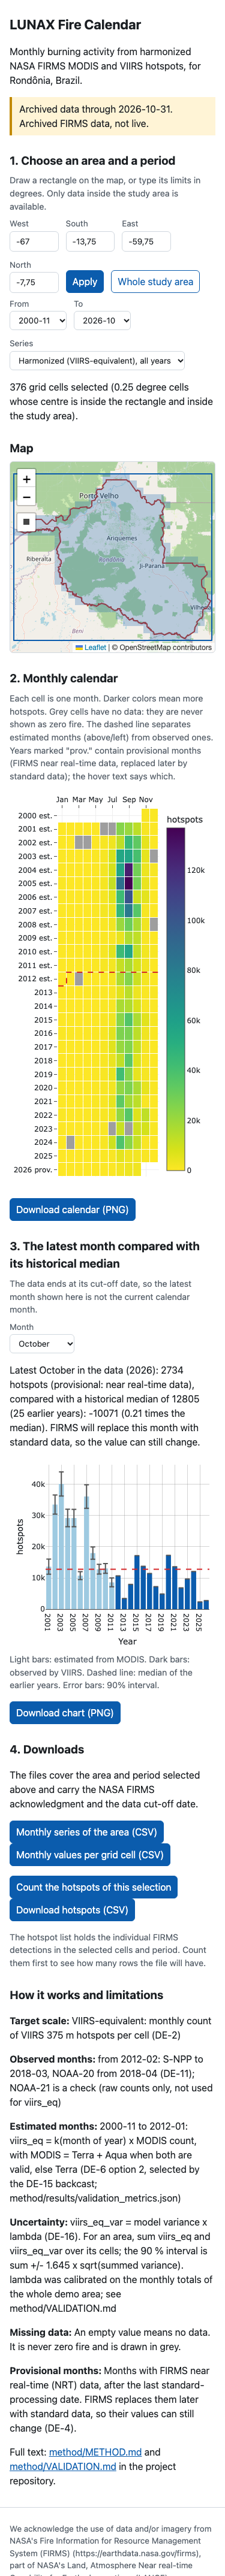 LUNAX Fire Calendar
Monthly burning activity from harmonized
NASA FIRMS MODIS and VIIRS hotspots, for
Rondônia, Brazil.
Archived data through 2026-10-31.
Archived FIRMS data, not live.
1. Choose an area and a period
Draw a rectangle on the map, or type its limits in
degrees. Only data inside the study area is
available.
West South East
-67 -13,75 -59,75
North
-7,75 Apply Whole study area
From To
2000-11 2026-10
Series
Harmonized (VIIRS-equivalent), all years
376 grid cells selected (0.25 degree cells
whose centre is inside the rectangle and inside
the study area).
Map
+
−
Porto Velho
Ariquemes
Riberalta
Ji-Paraná
Vilhe
Beni
Leaflet | © OpenStreetMap contributors
2. Monthly calendar
Each cell is one month. Darker colors mean more
hotspots. Grey cells have no data: they are never
shown as zero fire. The dashed line separates
estimated months (above/left) from observed ones.
Years marked "prov." contain provisional months
(FIRMS near real-time data, replaced later by
standard data); the hover text says which.
Jan Mar May Jul Sep Nov
hotspots
2000 est.
2001 est.
2002 est.
2003 est.
2004 est.
2005 est.
2006 est.
2007 est.
2008 est.
2009 est.
2010 est.
2011 est.
2012 est.
2013
2014
2015
2016
2017
2018
2019
2020
2021
2022
2023
2024
2025
2026 prov.
120k
100k
80k
60k
40k
20k
0
Download calendar (PNG)
3. The latest month compared with
its historical median
The data ends at its cut-off date, so the latest
month shown here is not the current calendar
month.
Month
October
Latest October in the data (2026): 2734
hotspots (provisional: near real-time data),
compared with a historical median of 12805
(25 earlier years): -10071 (0.21 times the
median). FIRMS will replace this month with
standard data, so the value can still change.
hotspots
40k
30k
20k
10k
0
2001 2003 2005 2007 2009 2011 2013 2015 2017 2019 2021 2023 2025
Year
Light bars: estimated from MODIS. Dark bars:
observed by VIIRS. Dashed line: median of the
earlier years. Error bars: 90% interval.
Download chart (PNG)
4. Downloads
The files cover the area and period selected
above and carry the NASA FIRMS
acknowledgment and the data cut-off date.
Monthly series of the area (CSV)
Monthly values per grid cell (CSV)
Count the hotspots of this selection
Download hotspots (CSV)
The hotspot list holds the individual FIRMS
detections in the selected cells and period. Count
them first to see how many rows the file will have.
How it works and limitations
Target scale: VIIRS-equivalent: monthly count
of VIIRS 375 m hotspots per cell (DE-2)
Observed months: from 2012-02: S-NPP to
2018-03, NOAA-20 from 2018-04 (DE-11);
NOAA-21 is a check (raw counts only, not used
for viirs_eq)
Estimated months: 2000-11 to 2012-01:
viirs_eq = k(month of year) x MODIS count,
with MODIS = Terra + Aqua when both are
valid, else Terra (DE-6 option 2, selected by
the DE-15 backcast;
method/results/validation_metrics.json)
Uncertainty: viirs_eq_var = model variance x
lambda (DE-16). For an area, sum viirs_eq and
viirs_eq_var over its cells; the 90 % interval is
sum +/- 1.645 x sqrt(summed variance).
lambda was calibrated on the monthly totals of
the whole demo area; see
method/VALIDATION.md
Missing data: An empty value means no data.
It is never zero fire and is drawn in grey.
Provisional months: Months with FIRMS near
real-time (NRT) data, after the last standard-
processing date. FIRMS replaces them later
with standard data, so their values can still
change (DE-4).
Full text: method/METHOD.md and
method/VALIDATION.md in the project
repository.
We acknowledge the use of data and/or imagery from
NASA's Fire Information for Resource Management
System (FIRMS) (https://earthdata.nasa.gov/firms),
part of NASA's Land, Atmosphere Near real-time